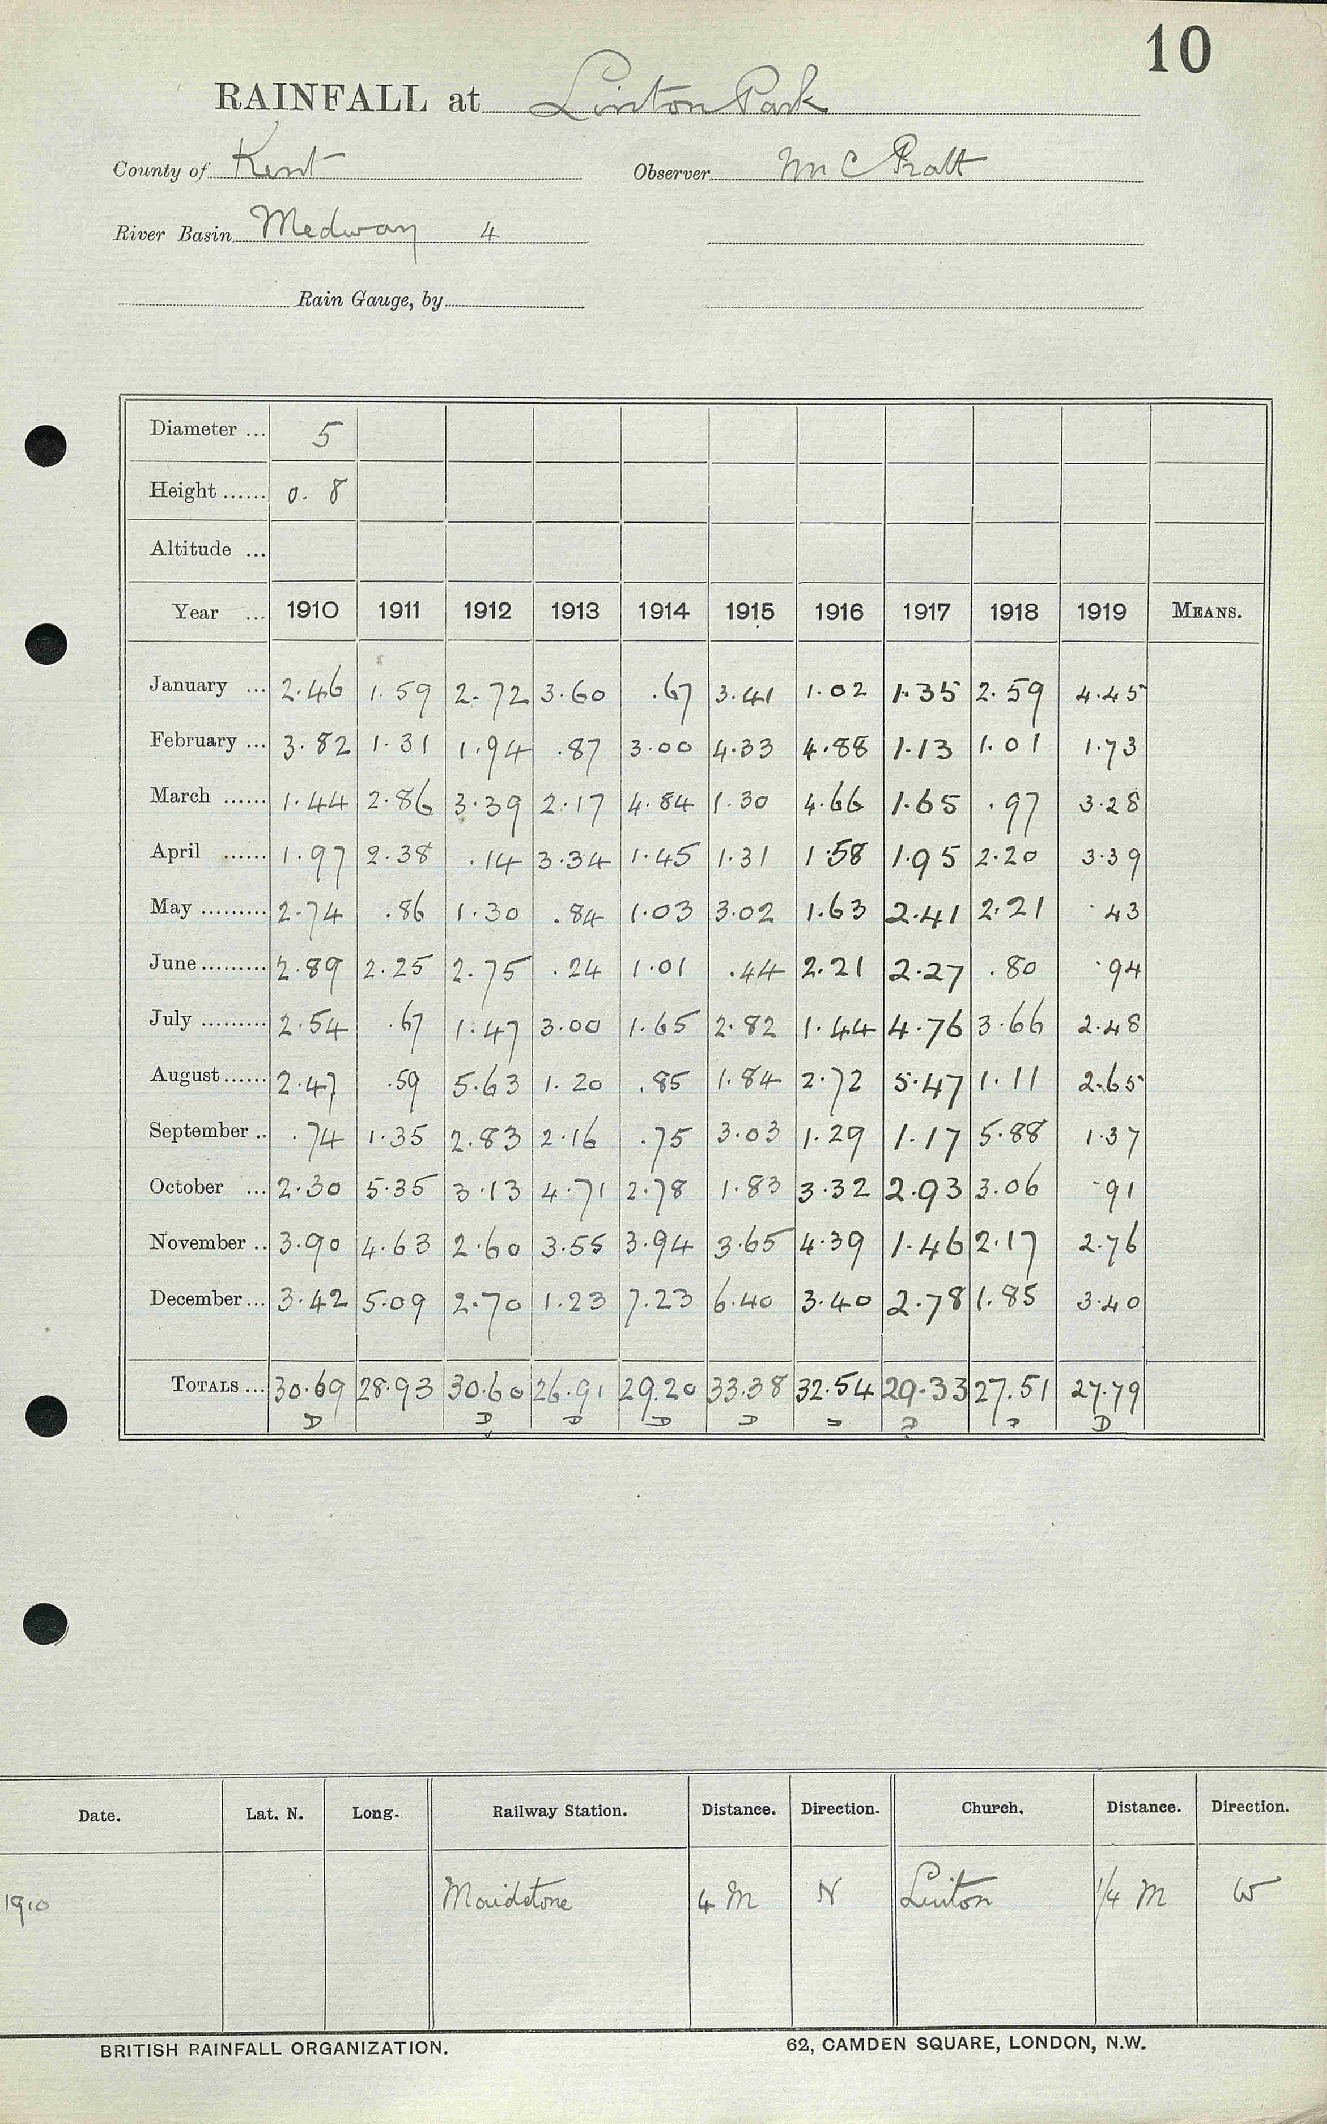 10
RAINFALL at Linton Park
County of Kent Observer Mr C Pratt
River Basin Medway 4
Rain Gauge, by
Diameter ... 5
Height ...... 0. 8
Altitude ...
Year ... 1910 1911 1912 1913 1914 1915 1916 1917 1918 1919 MEANS.
January ... 2.46 1.59 2.72 3.60 .67 3.41 1.02 1.35 2.59 4.45
February ... 3.82 1.31 1.94 .87 3.00 4.33 4.88 1.13 1.01 1.73
March ...... 1.44 2.86 3.39 2.17 4.84 1.30 4.66 1.65 .97 3.28
April ...... 1.97 2.38 .14 3.34 1.45 1.31 1.58 1.95 2.20 3.39
May ......... 2.74 .86 1.30 .84 1.03 3.02 1.63 2.41 2.21 .43
June ......... 2.89 2.25 2.75 .24 1.01 .44 2.21 2.27 .80 .94
July ......... 2.54 .67 1.47 3.00 1.65 2.82 1.44 4.76 3.66 2.48
August ...... 2.47 .59 5.63 1.20 .85 1.84 2.72 5.47 1.11 2.65
September .. .74 1.35 2.83 2.16 .75 3.03 1.29 1.17 5.88 1.37
October ... 2.30 5.35 3.13 4.71 2.78 1.83 3.32 2.93 3.06 .91
November .. 3.90 4.63 2.60 3.55 3.94 3.65 4.39 1.46 2.17 2.76
December ... 3.42 5.09 2.70 1.23 7.23 6.40 3.40 2.78 1.85 3.40
TOTALS ... 30.69 28.93 30.60 26.91 29.20 33.38 32.54 29.33 27.51 27.79
D D D D D D
Date. Lat. N. Long. Railway Station. Distance. Direction. Church. Distance. Direction.
1910 Maidstone 4 M N Linton 1/4 M W
BRITISH RAINFALL ORGANIZATION. 62, CAMDEN SQUARE, LONDON, N.W.